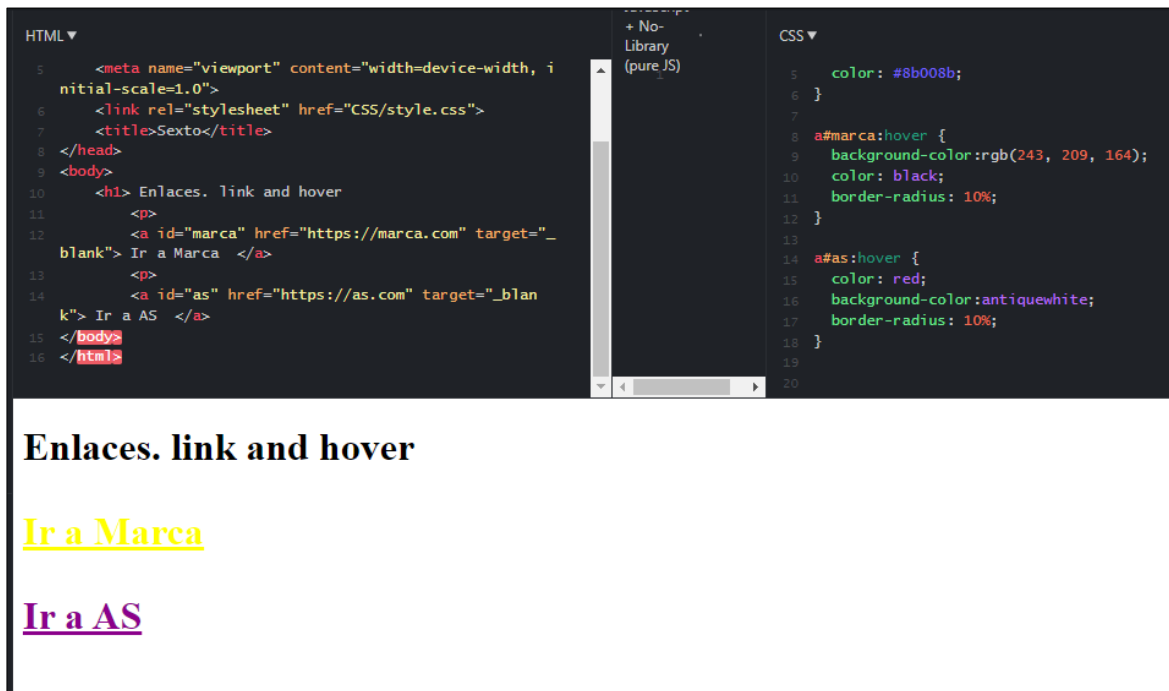 HTML ▼
5 <meta name="viewport" content="width=device-width, i
nitial-scale=1.0">
6 <link rel="stylesheet" href="CSS/style.css">
7 <title>Sexto</title>
8 </head>
9 <body>
10 <h1> Enlaces. link and hover
11 <p>
12 <a id="marca" href="https://marca.com" target="_
blank"> Ir a Marca  </a>
13 <p>
14 <a id="as" href="https://as.com" target="_blan
k"> Ir a AS  </a>
15 </body>
16 </html>
+ No-
Library
(pure JS)
1
CSS ▼
5 color: #8b008b;
6 }
7
8 a#marca:hover {
9 background-color:rgb(243, 209, 164);
10 color: black;
11 border-radius: 10%;
12 }
13
14 a#as:hover {
15 color: red;
16 background-color:antiquewhite;
17 border-radius: 10%;
18 }
19
20
Enlaces. link and hover
Ir a Marca
Ir a AS